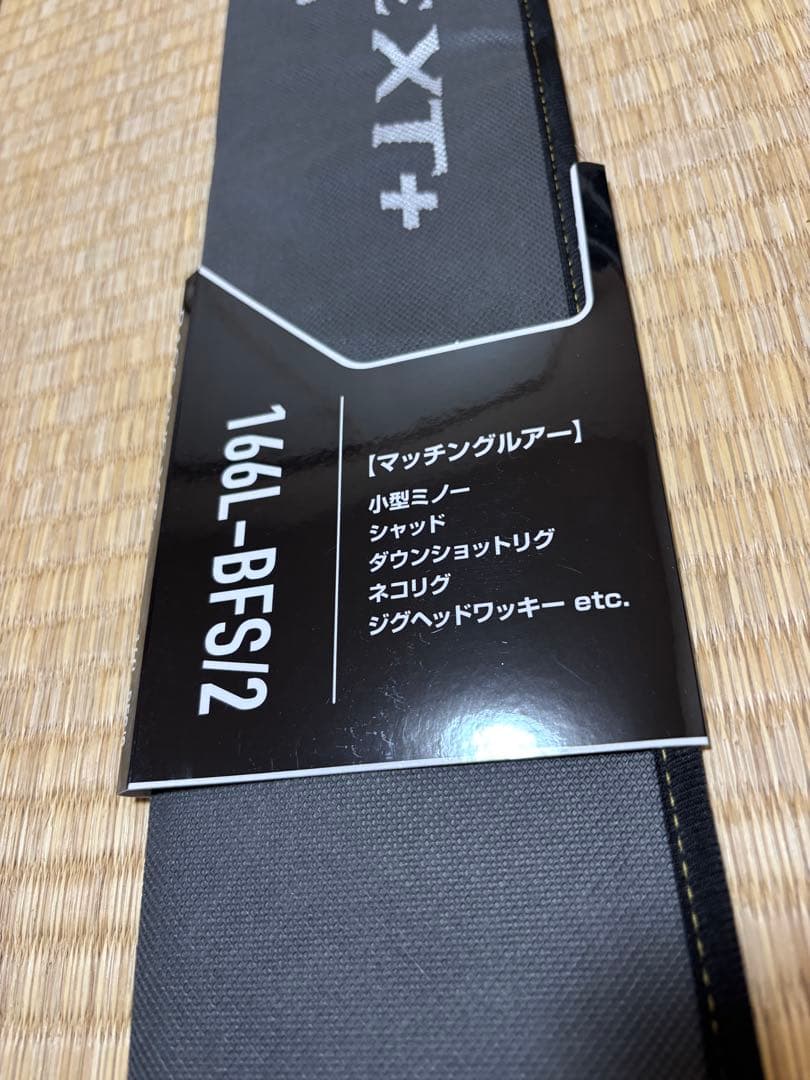 EXT+
166L-BFS/2
【マッチングルアー】
小型ミノー
シャッド
ダウンショットリグ
ネコリグ
ジグヘッドワッキー etc.